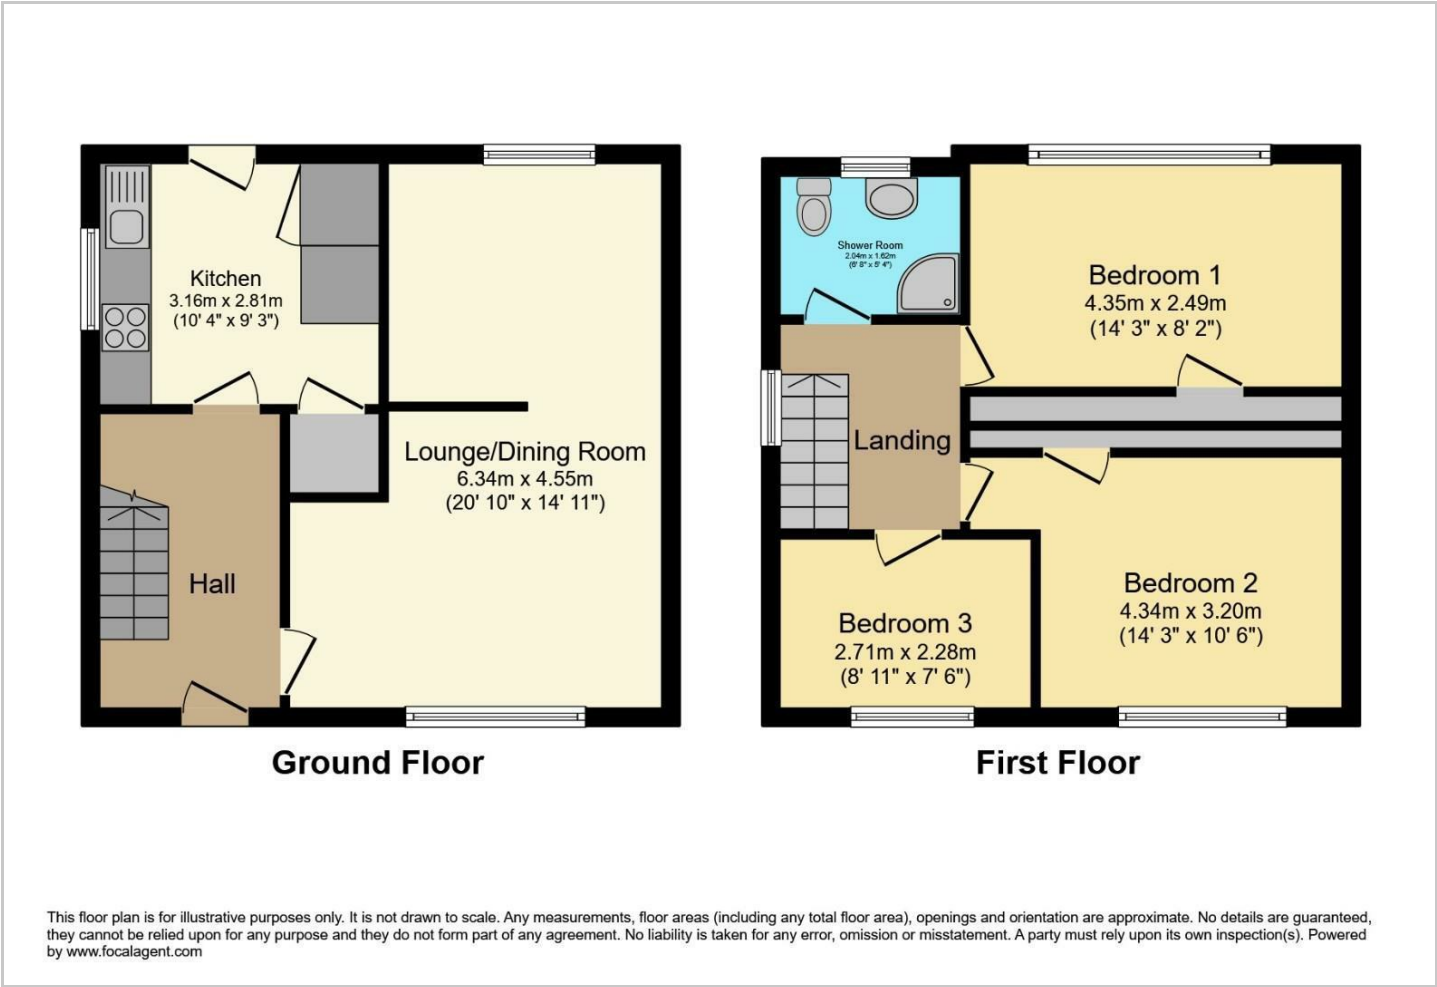 Kitchen
3.16m x 2.81m
(10' 4" x 9' 3")
Lounge/Dining Room
6.34m x 4.55m
(20' 10" x 14' 11")
Hall
Ground Floor
Shower Room
2.04m x 1.62m
(6' 8" x 5' 4")
Bedroom 1
4.35m x 2.49m
(14' 3" x 8' 2")
Landing
Bedroom 2
4.34m x 3.20m
(14' 3" x 10' 6")
Bedroom 3
2.71m x 2.28m
(8' 11" x 7' 6")
First Floor
This floor plan is for illustrative purposes only. It is not drawn to scale. Any measurements, floor areas (including any total floor area), openings and orientation are approximate. No details are guaranteed,
they cannot be relied upon for any purpose and they do not form part of any agreement. No liability is taken for any error, omission or misstatement. A party must rely upon its own inspection(s). Powered
by www.focalagent.com